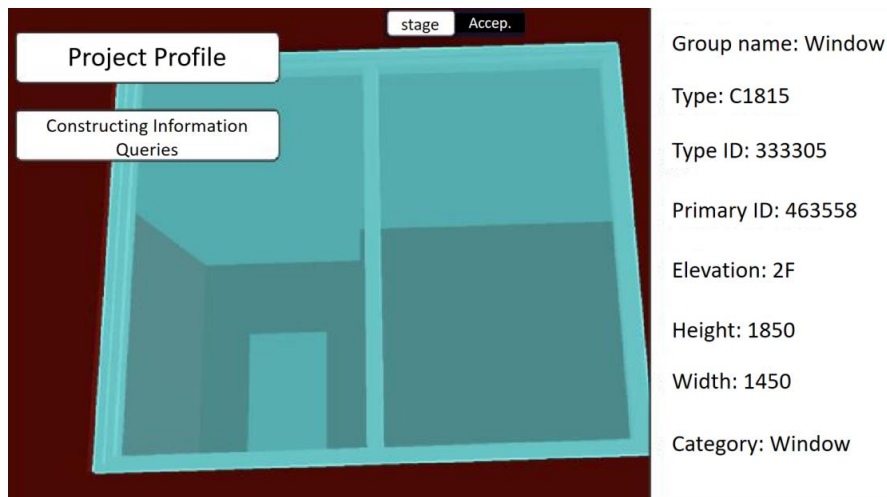 stage Accep.
Project Profile
Constructing Information
Queries
Group name: Window
Type: C1815
Type ID: 333305
Primary ID: 463558
Elevation: 2F
Height: 1850
Width: 1450
Category: Window